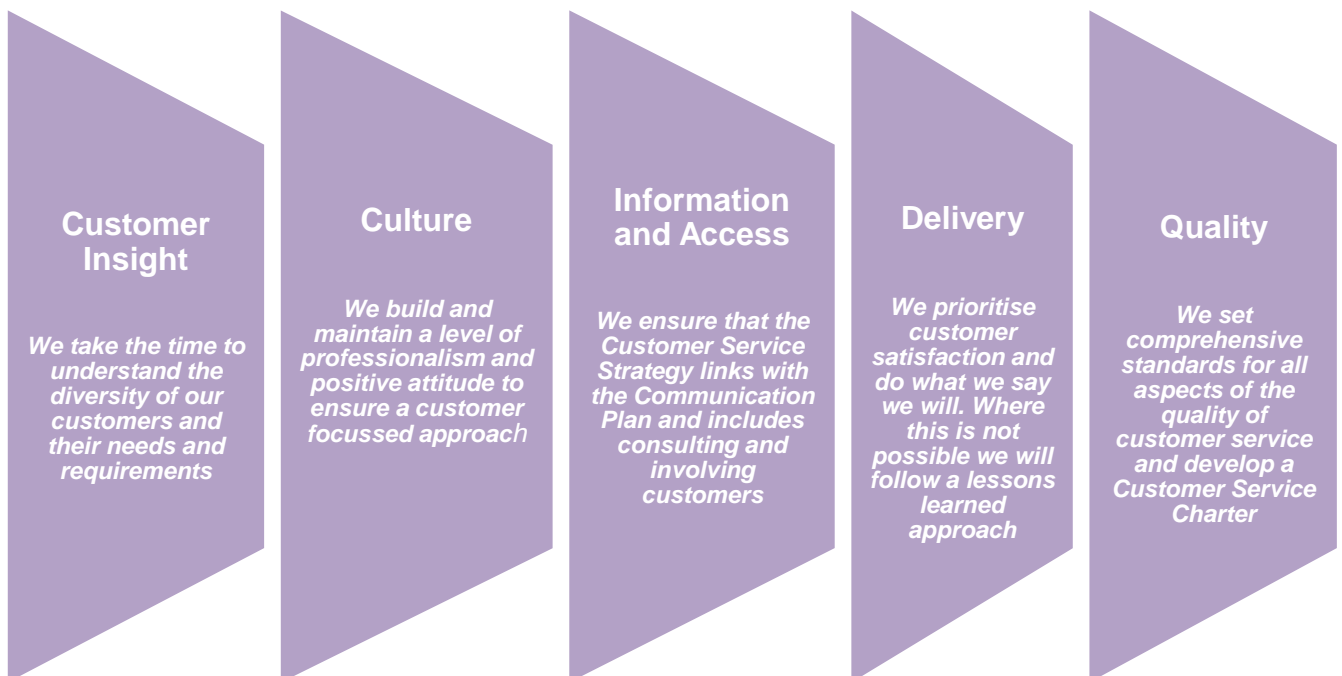 Customer
Insight
We take the time to
understand the
diversity of our
customers and
their needs and
requirements
Culture
We build and
maintain a level of
professionalism and
positive attitude to
ensure a customer
focussed approach
Information
and Access
We ensure that the
Customer Service
Strategy links with
the Communication
Plan and includes
consulting and
involving
customers
Delivery
We prioritise
customer
satisfaction and
do what we say
we will. Where
this is not
possible we will
follow a lessons
learned
approach
Quality
We set
comprehensive
standards for all
aspects of the
quality of
customer service
and develop a
Customer Service
Charter